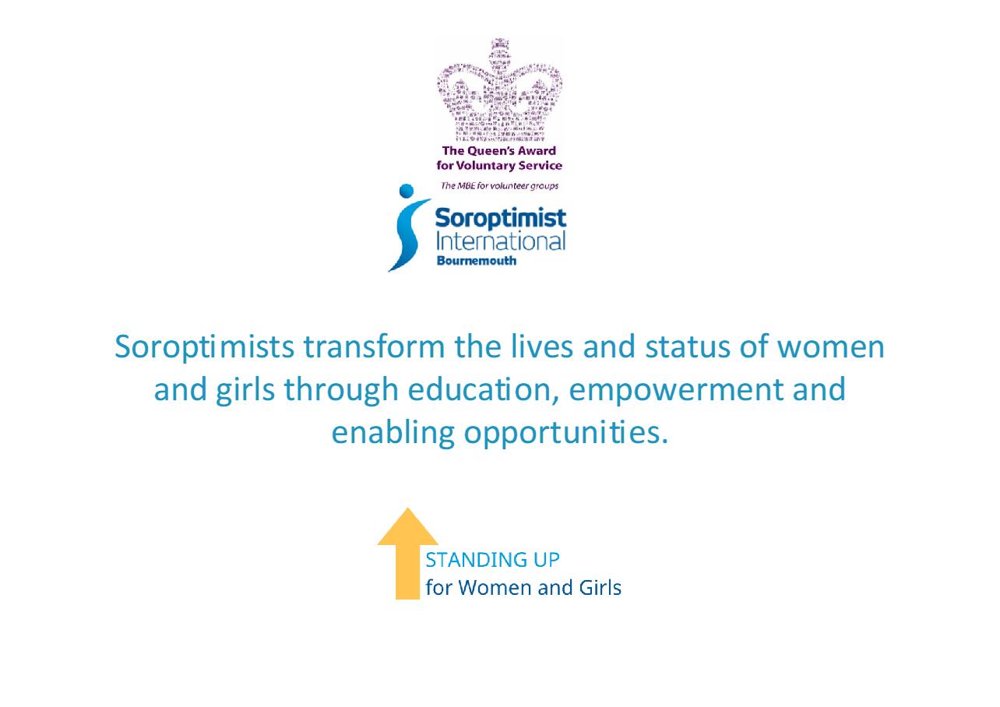 The Queen's Award
for Voluntary Service
The MBE for volunteer groups
Soroptimist
International
Bournemouth
Soroptimists transform the lives and status of women
and girls through education, empowerment and
enabling opportunities.
STANDING UP
for Women and Girls